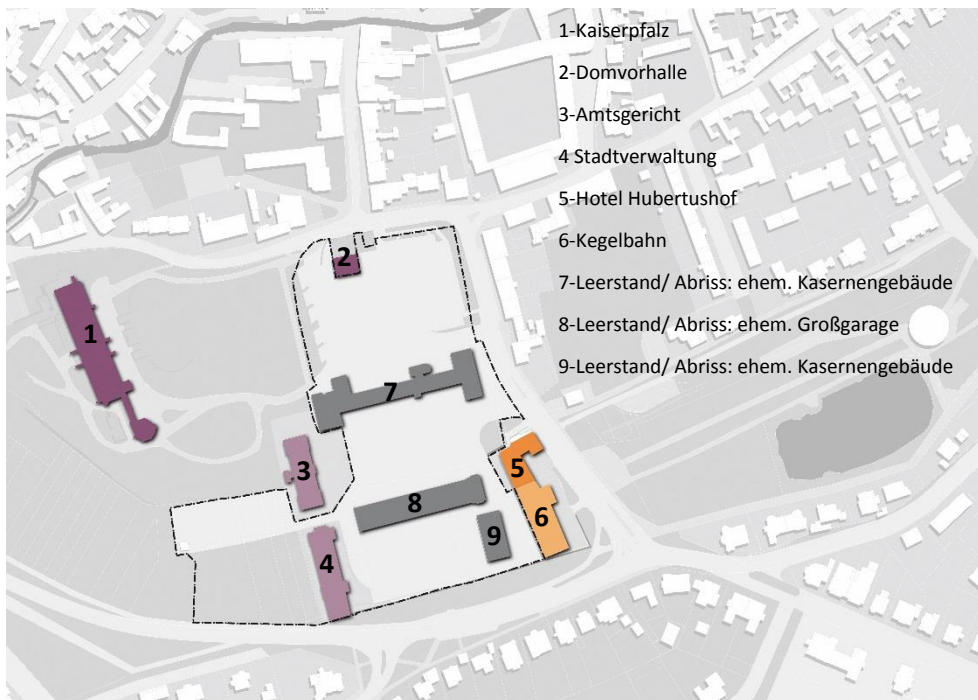 1-Kaiserpfalz
2-Domvorhalle
3-Amtsgericht
4 Stadtverwaltung
5-Hotel Hubertushof
6-Kegelbahn
7-Leerstand/ Abriss: ehem. Kasernengebäude
8-Leerstand/ Abriss: ehem. Großgarage
9-Leerstand/ Abriss: ehem. Kasernengebäude
2
1
7
3
5
8
6
9
4